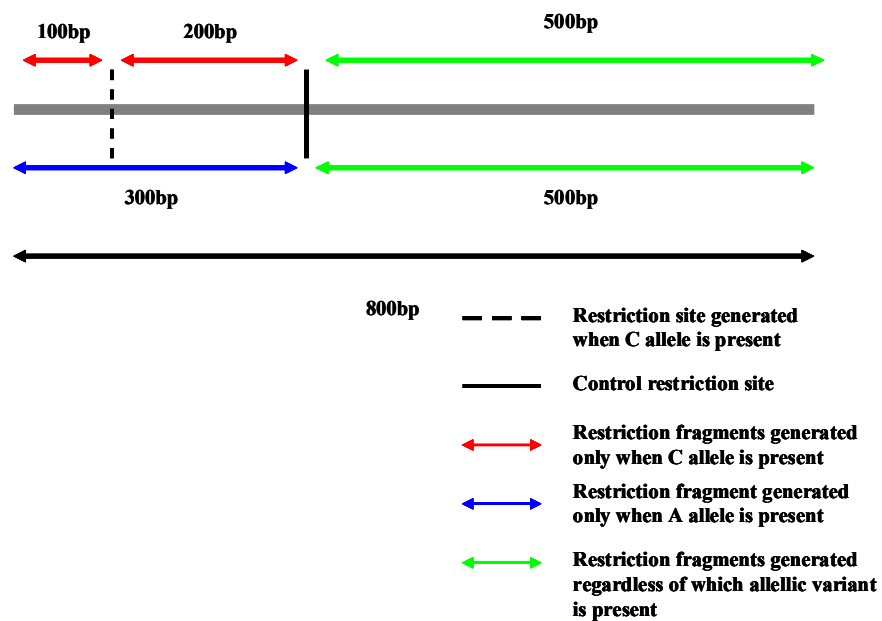 100bp
200bp
500bp
300bp
500bp
800bp
Restriction site generated
when C allele is present
Control restriction site
Restriction fragments generated
only when C allele is present
Restriction fragment generated
only when A allele is present
Restriction fragments generated
regardless of which allellic variant
is present